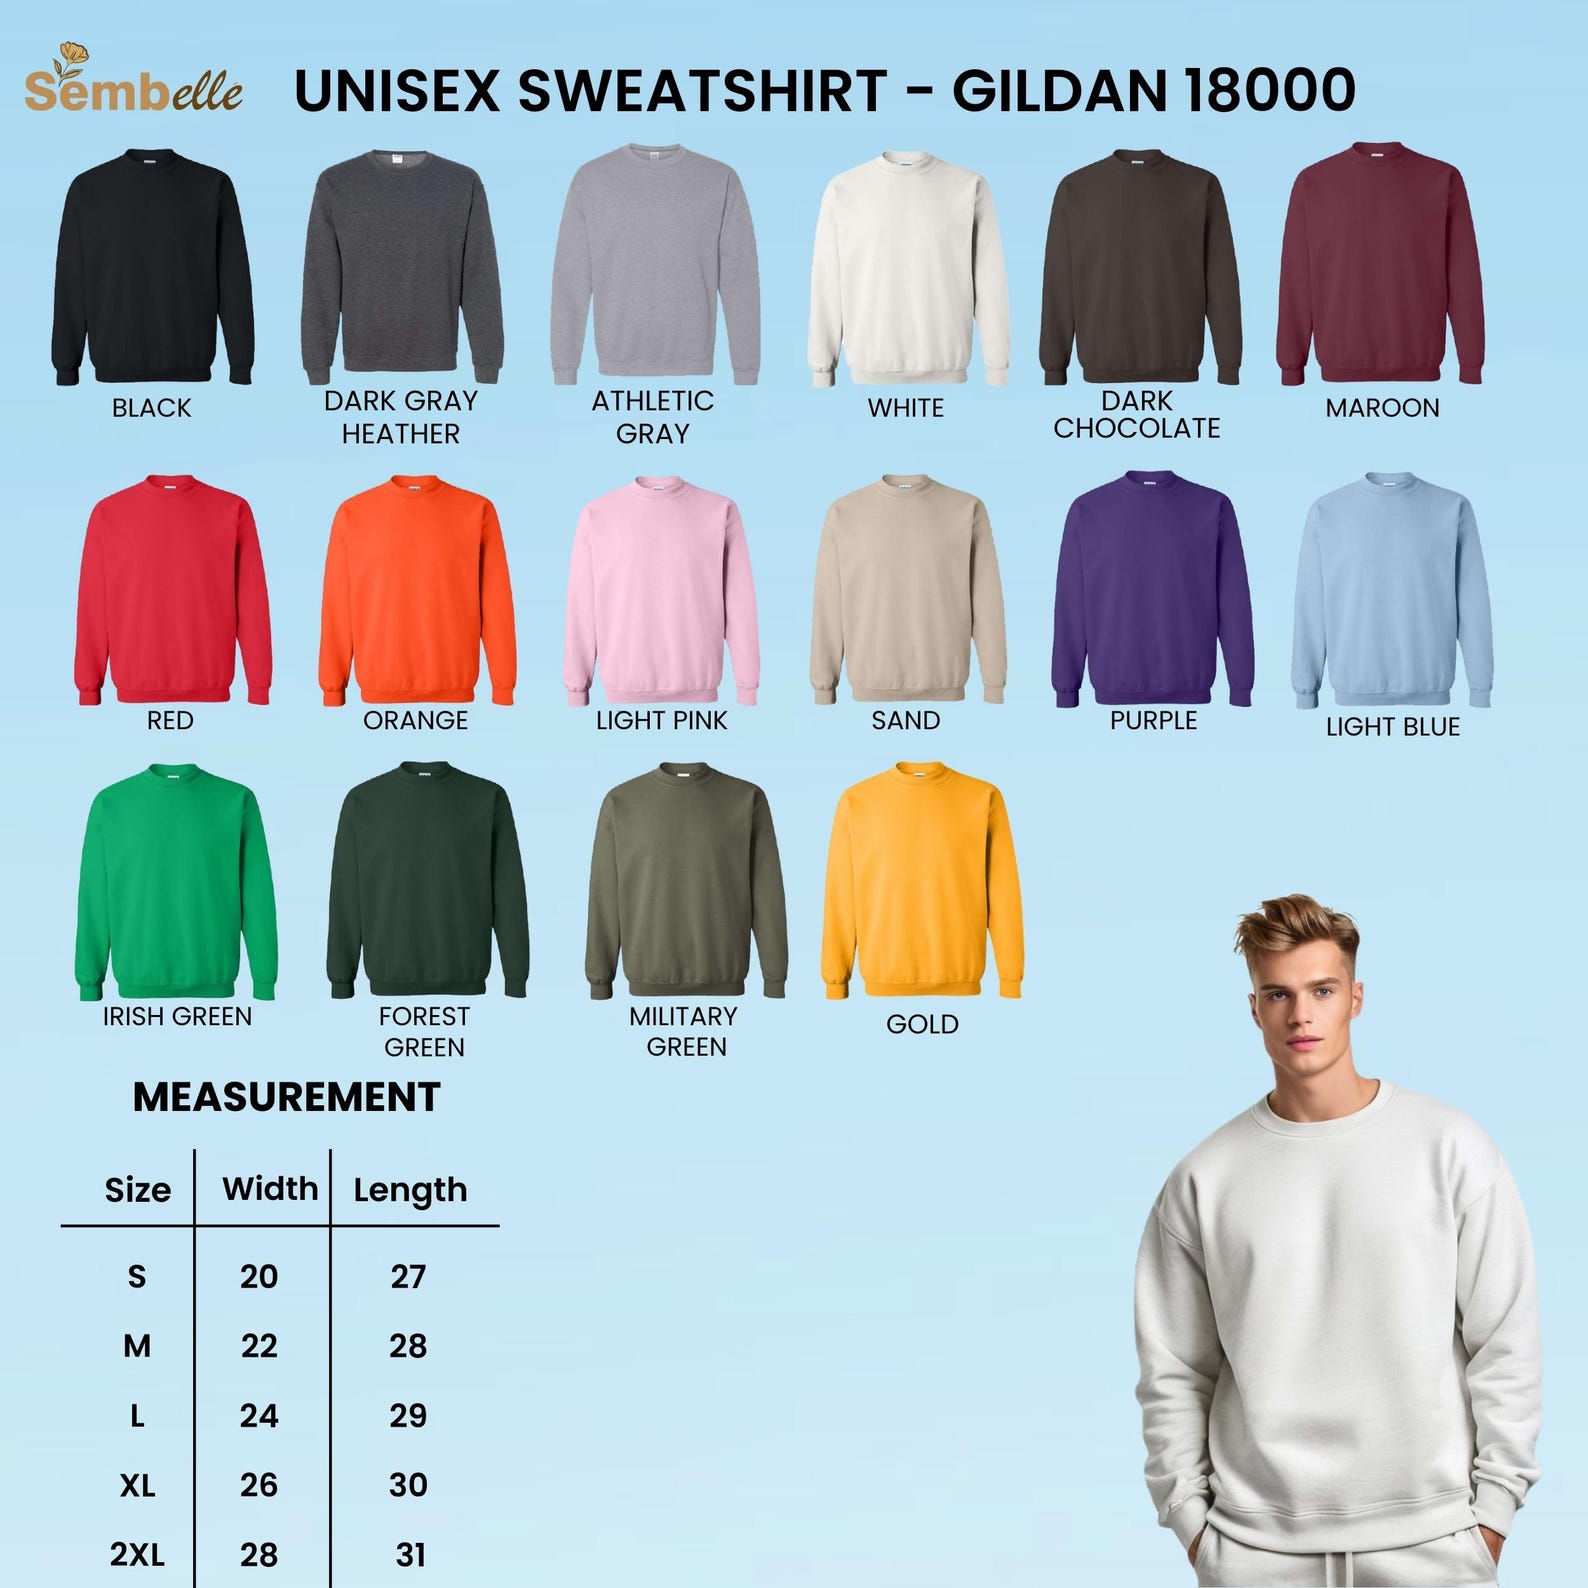 Sembelle
UNISEX SWEATSHIRT - GILDAN 18000
BLACK
DARK GRAY
HEATHER
ATHLETIC
GRAY
WHITE
DARK
CHOCOLATE
MAROON
RED
ORANGE
LIGHT PINK
SAND
PURPLE
LIGHT BLUE
IRISH GREEN
FOREST
GREEN
MILITARY
GREEN
GOLD
MEASUREMENT
Size Width Length
S 20 27
M 22 28
L 24 29
XL 26 30
2XL 28 31